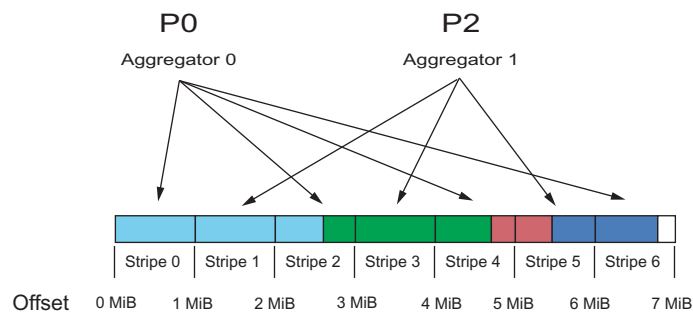 P0 P2
Aggregator 0 Aggregator 1
Stripe 0 Stripe 1 Stripe 2 Stripe 3 Stripe 4 Stripe 5 Stripe 6
Offset 0 MiB 1 MiB 2 MiB 3 MiB 4 MiB 5 MiB 6 MiB 7 MiB